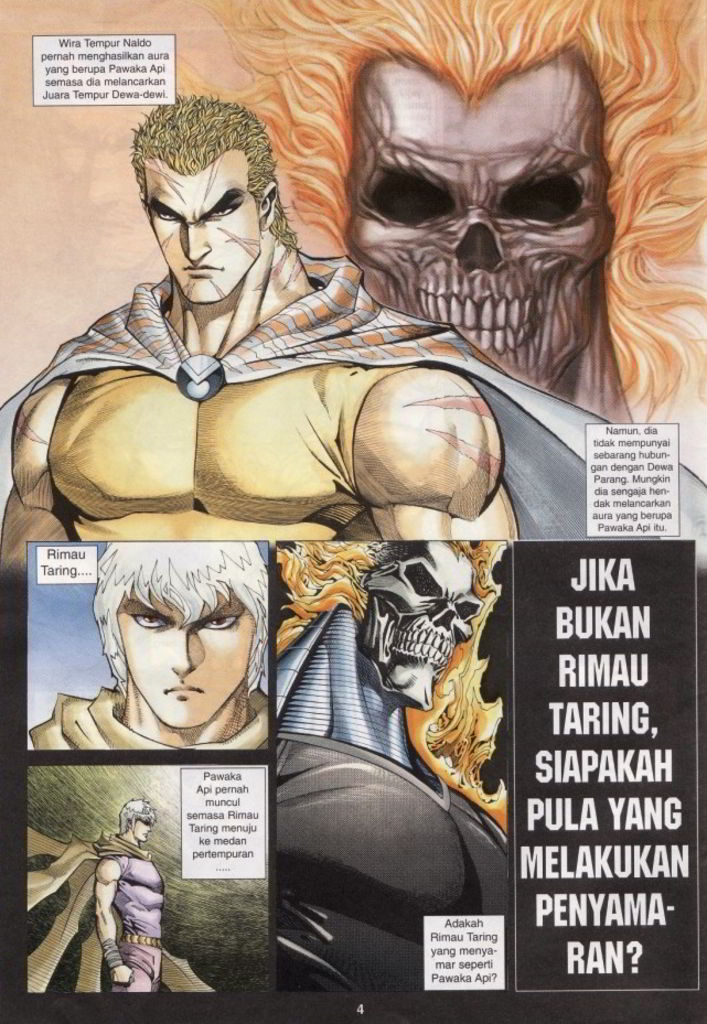 Wira Tempur Naldo
pernah menghasilkan aura
yang berupa Pawaka Api
semasa dia melancarkan
Juara Tempur Dewa-dewi.
Namun, dia
tidak mempunyai
sebarang hubun-
gan dengan Dewa
Parang. Mungkin
dia sengaja hen-
dak melancarkan
aura yang berupa
Pawaka Api itu.
Rimau
Taring....
Pawaka
Api pernah
muncul
semasa Rimau
Taring menuju
ke medan
pertempuran
.....
Adakah
Rimau Taring
yang menya-
mar seperti
Pawaka Api?
JIKA
BUKAN
RIMAU
TARING,
SIAPAKAH
PULA YANG
MELAKUKAN
PENYAMA-
RAN?
4